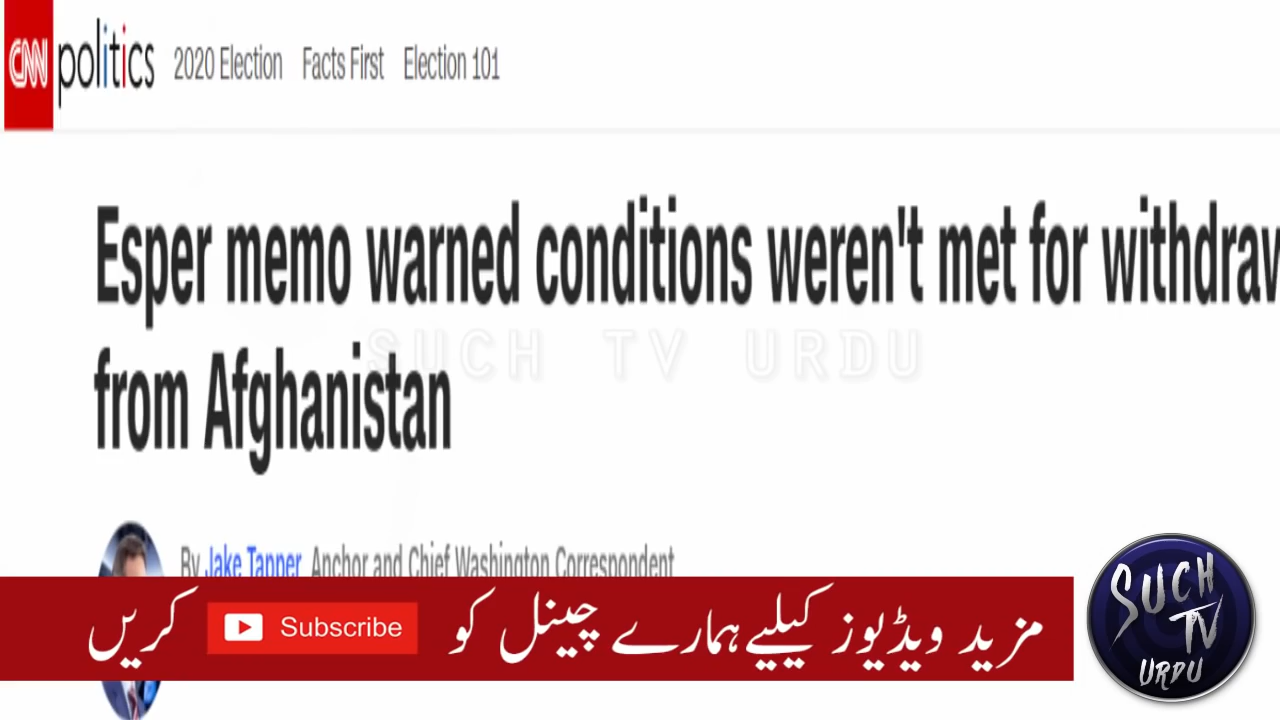 CNN politics 2020 Election Facts First Election 101
Esper memo warned conditions weren't met for
from Afghanistan
SUCH TV URDU
By Jake Tapper Anchor and Chief Washington Correspondent
مزید ویڈیوز کیلیے ہمارے چینل کو Subscribe کریں
SUCH
TV
URDU